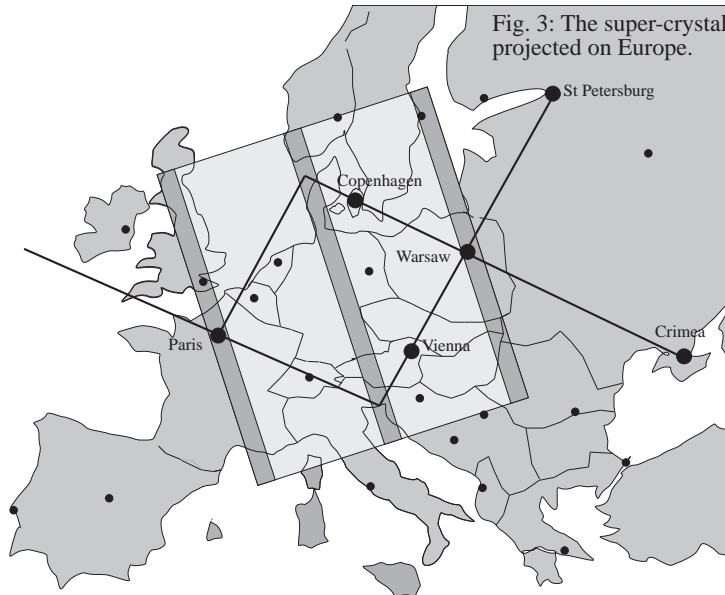 Fig. 3: The super-crystal
projected on Europe.
St Petersburg
Copenhagen
Warsaw
Crimea
Paris
Vienna